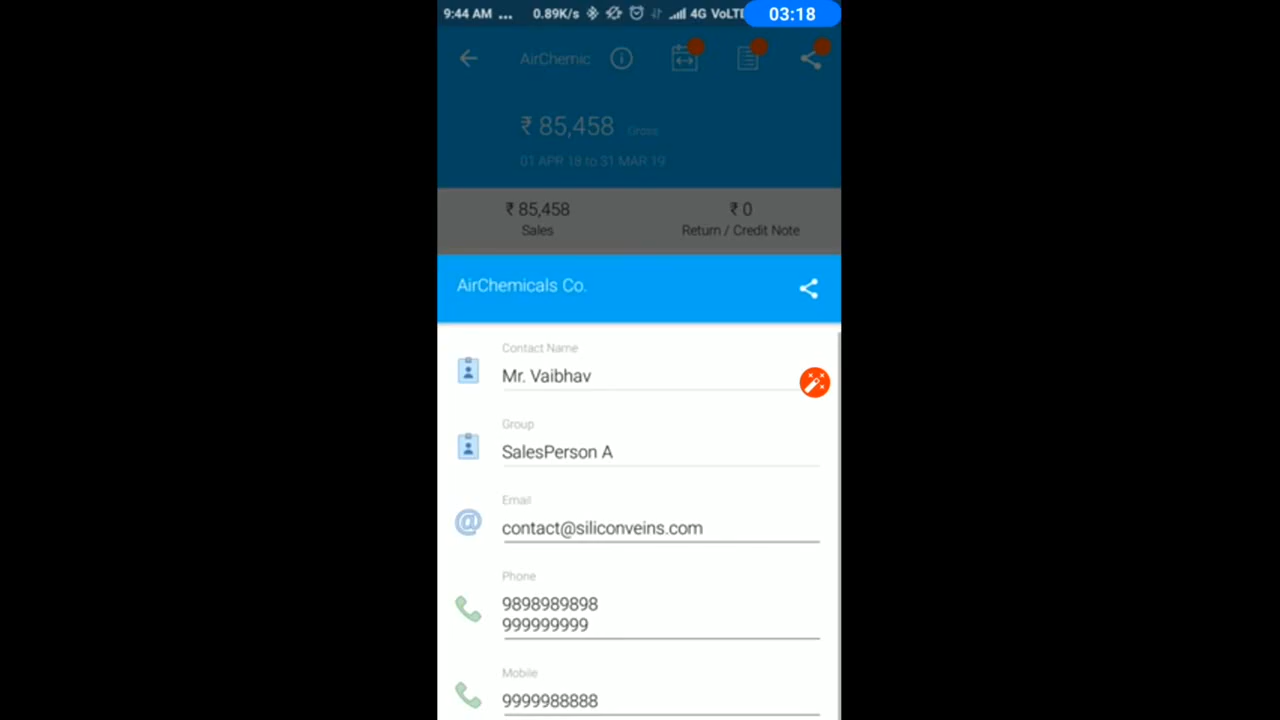 9:44 AM ... 0.89K/s 4G VoLTE 03:18
AirChemic
₹ 85,458 Gross
01 APR 18 to 31 MAR 19
₹ 85,458 ₹ 0
Sales Return / Credit Note
AirChemicals Co.
Contact Name
Mr. Vaibhav
Group
SalesPerson A
Email
contact@siliconveins.com
Phone
9898989898
999999999
Mobile
9999988888